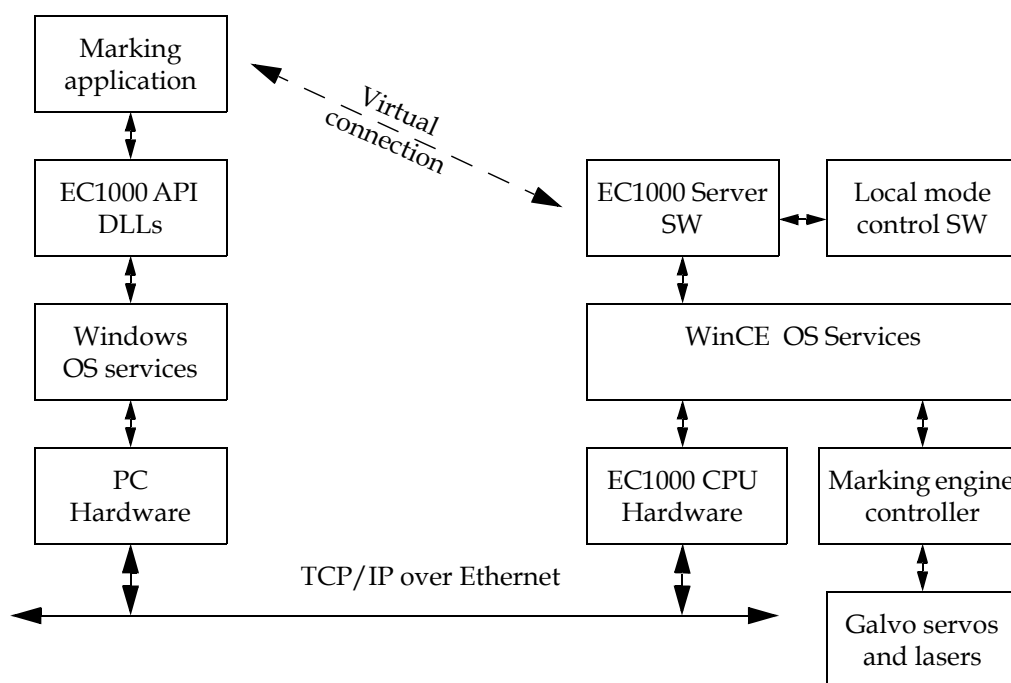 Marking
application
Virtual
connection
EC1000 API
DLLs
EC1000 Server
SW
Local mode
control SW
Windows
OS services
WinCE OS Services
PC
Hardware
EC1000 CPU
Hardware
Marking engine
controller
TCP/IP over Ethernet
Galvo servos
and lasers